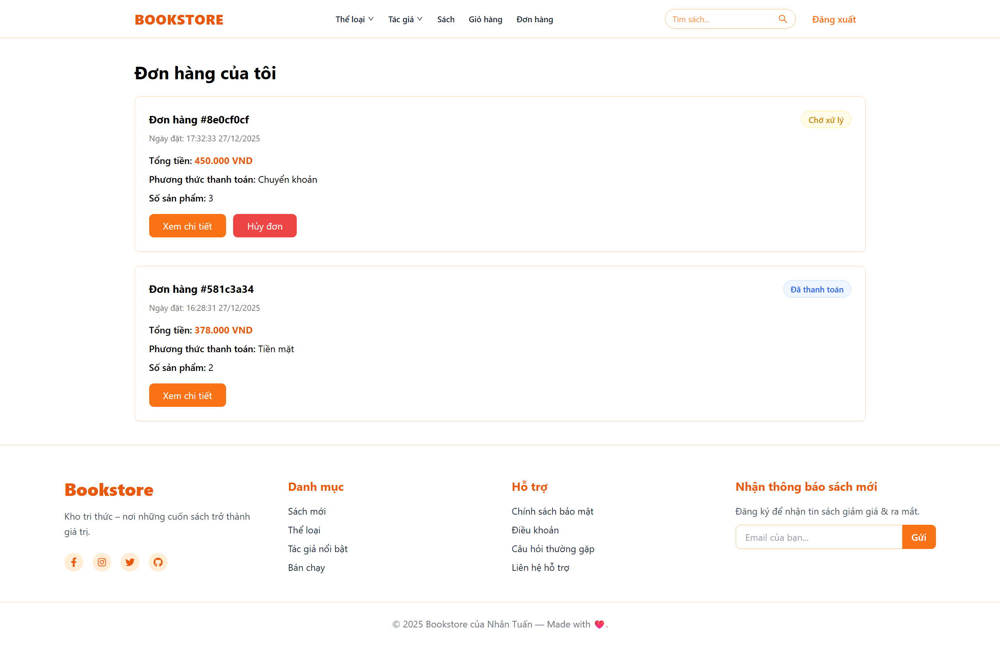 BOOKSTORE
Thể loại
Tác giả
Sách
Giỏ hàng
Đơn hàng
Tìm sách...
Đăng xuất
Đơn hàng của tôi
Đơn hàng #8e0cf0cf
Chờ xử lý
Ngày đặt: 17:32:33 27/12/2025
Tổng tiền: 450.000 VND
Phương thức thanh toán: Chuyển khoản
Số sản phẩm: 3
Xem chi tiết
Hủy đơn
Đơn hàng #581c3a34
Đã thanh toán
Ngày đặt: 16:28:31 27/12/2025
Tổng tiền: 378.000 VND
Phương thức thanh toán: Tiền mặt
Số sản phẩm: 2
Xem chi tiết
Bookstore
Kho tri thức – nơi những cuốn sách trở thành
giá trị.
Danh mục
Sách mới
Thể loại
Tác giả nổi bật
Bán chạy
Hỗ trợ
Chính sách bảo mật
Điều khoản
Câu hỏi thường gặp
Liên hệ hỗ trợ
Nhận thông báo sách mới
Đăng ký để nhận tin sách giảm giá & ra mắt.
Email của bạn...
Gửi
© 2025 Bookstore của Nhân Tuấn — Made with ❤️.